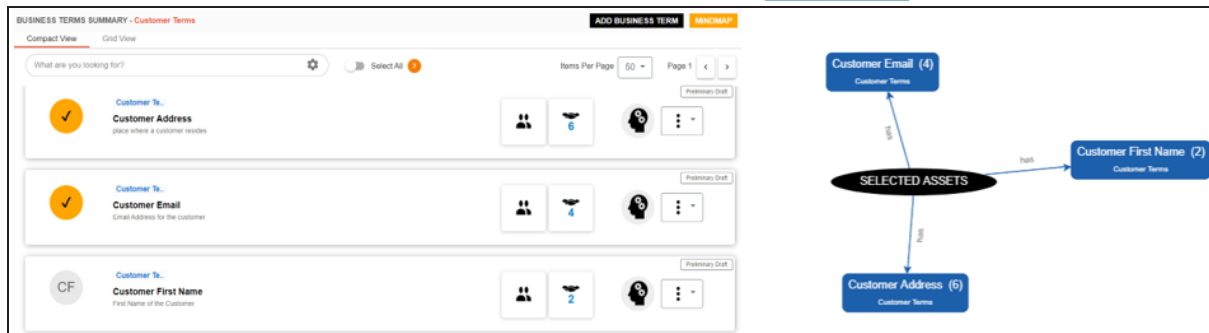 BUSINESS TERMS SUMMARY - Customer Terms
ADD BUSINESS TERM
MINDMAP
Compact View
Grid View
What are you looking for?
Select All
Items Per Page
50
Page 1
Preliminary Draft
Customer Te..
Customer Address
place where a customer resides
6
Preliminary Draft
Customer Te..
Customer Email
Email Address for the customer
4
Preliminary Draft
CF
Customer Te..
Customer First Name
First Name of the Customer
2
Customer Email (4)
Customer Terms
has
Customer First Name (2)
Customer Terms
has
SELECTED ASSETS
has
Customer Address (6)
Customer Terms